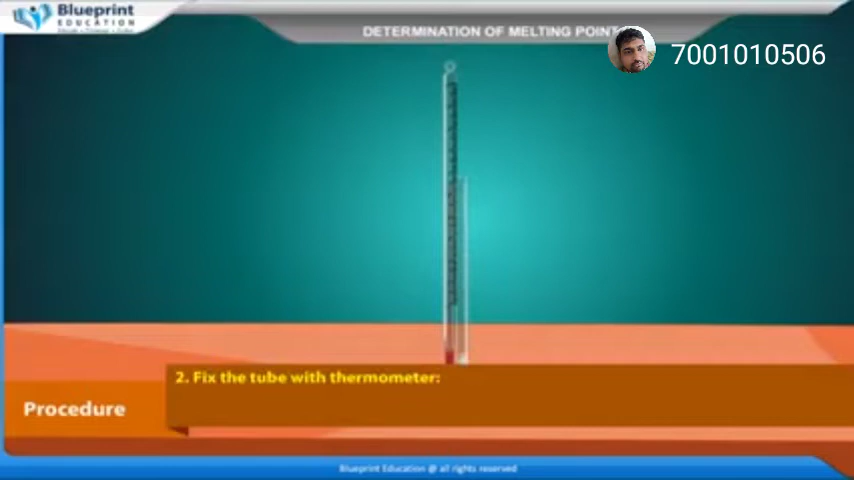 Blueprint
EDUCATION
DETERMINATION OF MELTING POINT
7001010506
2. Fix the tube with thermometer:
Procedure
Blueprint Education @ all rights reserved